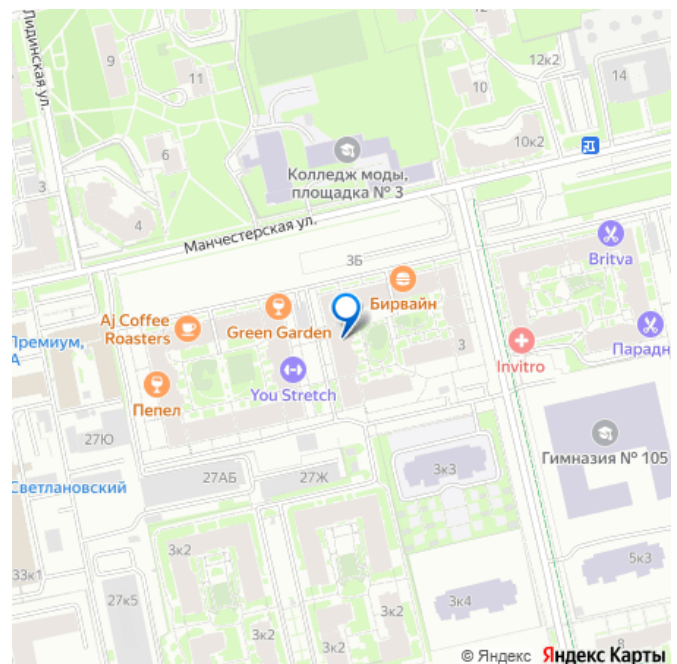 Лидинская ул.
9
11
12к2
10
14
6
10к2
Колледж моды,
площадка № 3
3
4
Манчестерская ул.
3Б
Britva
Бирвайн
Aj Coffee
Roasters
Green Garden
Премиум,
А
3
Invitro
Парадн
You Stretch
Пепел
27Ю
Гимназия № 105
3к3
27АБ
27Ж
Светлановский
3к2
5к3
33к1
27к5
3к2
3к4
3к2
3к2
8
© Яндекс Яндекс Карты